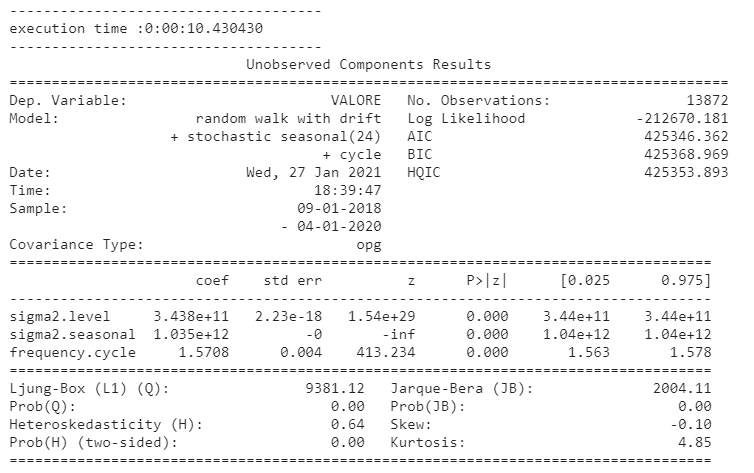 -------------------------------------
execution time :0:00:10.430430
-------------------------------------
Unobserved Components Results
=====================================================================================
Dep. Variable: VALORE No. Observations: 13872
Model: random walk with drift Log Likelihood -212670.181
+ stochastic seasonal(24) AIC 425346.362
+ cycle BIC 425368.969
Date: Wed, 27 Jan 2021 HQIC 425353.893
Time: 18:39:47
Sample: 09-01-2018
- 04-01-2020
Covariance Type: opg
===================================================================================
coef std err z P>|z| [0.025 0.975]
-----------------------------------------------------------------------------------
sigma2.level 3.438e+11 2.23e-18 1.54e+29 0.000 3.44e+11 3.44e+11
sigma2.seasonal 1.035e+12 -0 -inf 0.000 1.04e+12 1.04e+12
frequency.cycle 1.5708 0.004 413.234 0.000 1.563 1.578
===================================================================================
Ljung-Box (L1) (Q): 9381.12 Jarque-Bera (JB): 2004.11
Prob(Q): 0.00 Prob(JB): 0.00
Heteroskedasticity (H): 0.64 Skew: -0.10
Prob(H) (two-sided): 0.00 Kurtosis: 4.85
===================================================================================